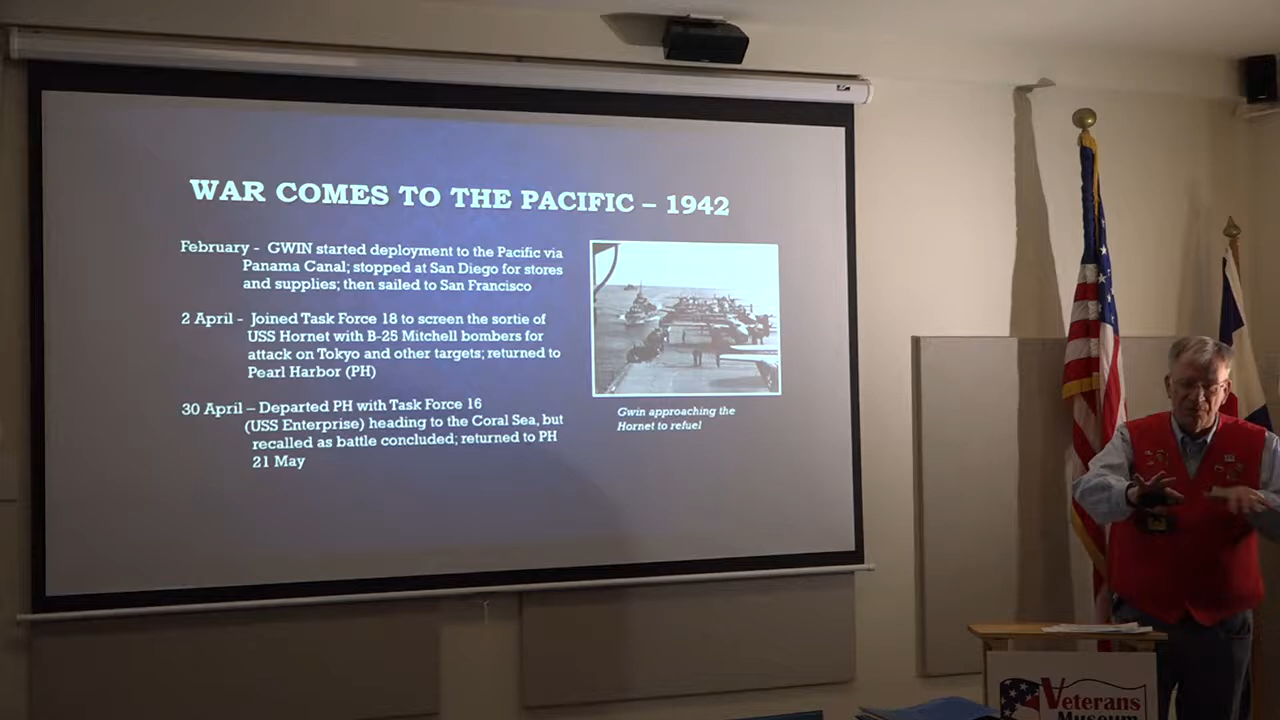 WAR COMES TO THE PACIFIC – 1942
February - GWIN started deployment to the Pacific via
Panama Canal; stopped at San Diego for stores
and supplies; then sailed to San Francisco
2 April - Joined Task Force 18 to screen the sortie of
USS Hornet with B-25 Mitchell bombers for
attack on Tokyo and other targets; returned to
Pearl Harbor (PH)
30 April – Departed PH with Task Force 16
(USS Enterprise) heading to the Coral Sea, but
recalled as battle concluded; returned to PH
21 May
Gwin approaching the
Hornet to refuel
Veterans
Museum